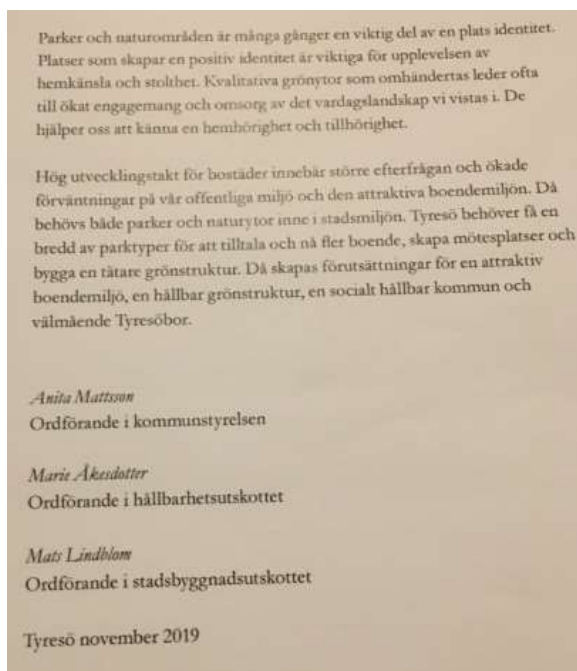 Parker och naturområden är många gånger en viktig del av en plats identitet.
Platser som skapar en positiv identitet är viktiga för upplevelsen av
hemkänsla och stolthet. Kvalitativa grönytor som omhändertas leder ofta
till ökat engagemang och omsorg av det vardagslandskap vi vistas i. De
hjälper oss att känna en hemhörighet och tillhörighet.
Hög utvecklingstakt för bostäder innebär större efterfrågan och ökade
förväntningar på vår offentliga miljö och den attraktiva boendemiljön. Då
behövs både parker och naturytor inne i stadsmiljön. Tyresö behöver få en
bredd av parktyper för att tilltala och nå fler boende, skapa mötesplatser och
bygga en tätare grönstruktur. Då skapas förutsättningar för en attraktiv
boendemiljö, en hållbar grönstruktur, en socialt hållbar kommun och
välmående Tyresöbor.
Anita Mattsson
Ordförande i kommunstyrelsen
Marie Åkesdotter
Ordförande i hållbarhetsutskottet
Mats Lindblom
Ordförande i stadsbyggnadsutskottet
Tyresö november 2019